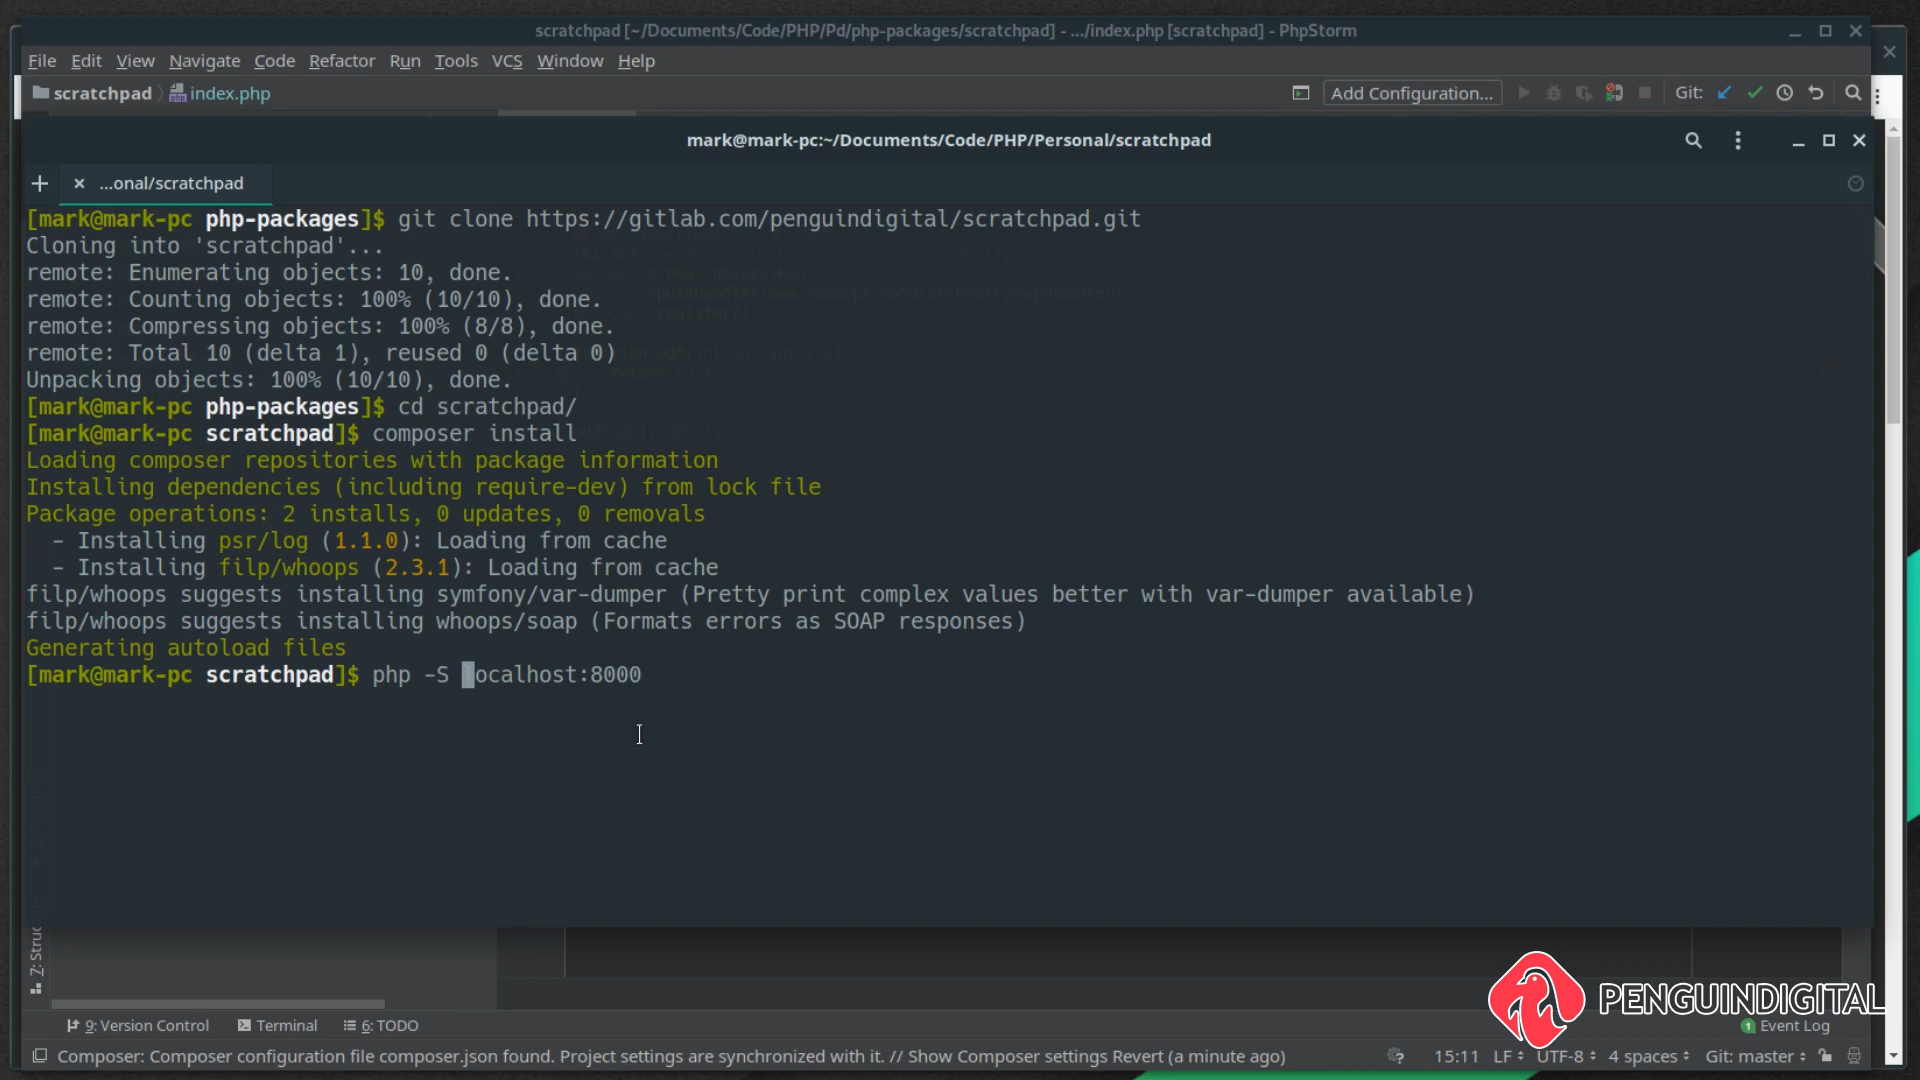 scratchpad [~/Documents/Code/PHP/Pd/php-packages/scratchpad] - .../index.php [scratchpad] - PhpStorm
File Edit View Navigate Code Refactor Run Tools VCS Window Help
scratchpad index.php Add Configuration... Git:
mark@mark-pc:~/Documents/Code/PHP/Personal/scratchpad
...onal/scratchpad
[mark@mark-pc php-packages]$ git clone https://gitlab.com/penguindigital/scratchpad.git
Cloning into 'scratchpad'...
remote: Enumerating objects: 10, done.
remote: Counting objects: 100% (10/10), done.
remote: Compressing objects: 100% (8/8), done.
remote: Total 10 (delta 1), reused 0 (delta 0)
Unpacking objects: 100% (10/10), done.
[mark@mark-pc php-packages]$ cd scratchpad/
[mark@mark-pc scratchpad]$ composer install
Loading composer repositories with package information
Installing dependencies (including require-dev) from lock file
Package operations: 2 installs, 0 updates, 0 removals
- Installing psr/log (1.1.0): Loading from cache
- Installing filp/whoops (2.3.1): Loading from cache
filp/whoops suggests installing symfony/var-dumper (Pretty print complex values better with var-dumper available)
filp/whoops suggests installing whoops/soap (Formats errors as SOAP responses)
Generating autoload files
[mark@mark-pc scratchpad]$ php -S localhost:8000
Z: Struc
PENGUINDIGITAL
9: Version Control Terminal 6: TODO 1 Event Log
Composer: Composer configuration file composer.json found. Project settings are synchronized with it. // Show Composer settings Revert (a minute ago) 15:11 LF UTF-8 4 spaces Git: master